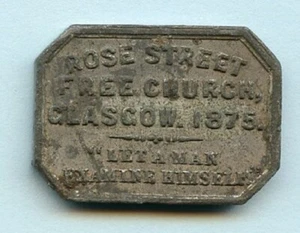 ROSE STREET
FREE CHURCH,
GLASGOW. 1875.
"LET A MAN
EXAMINE HIMSELF."